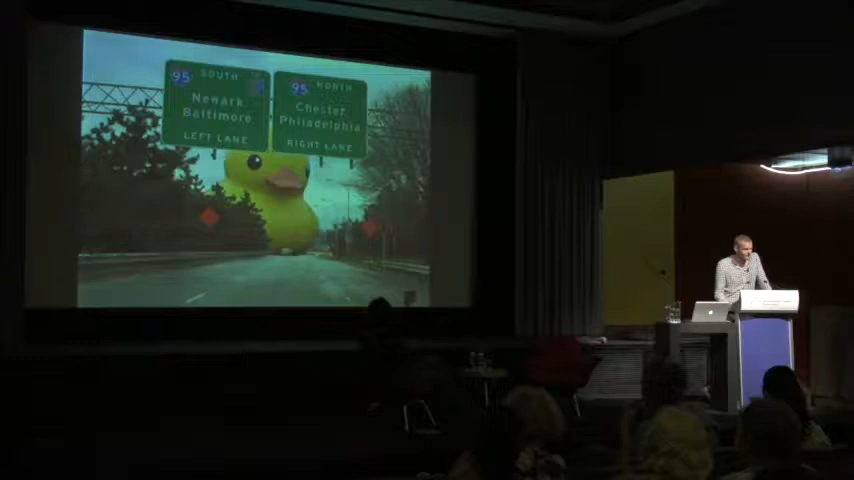 95 SOUTH
Newark
Baltimore
LEFT LANE
95 NORTH
Chester
Philadelphia
RIGHT LANE